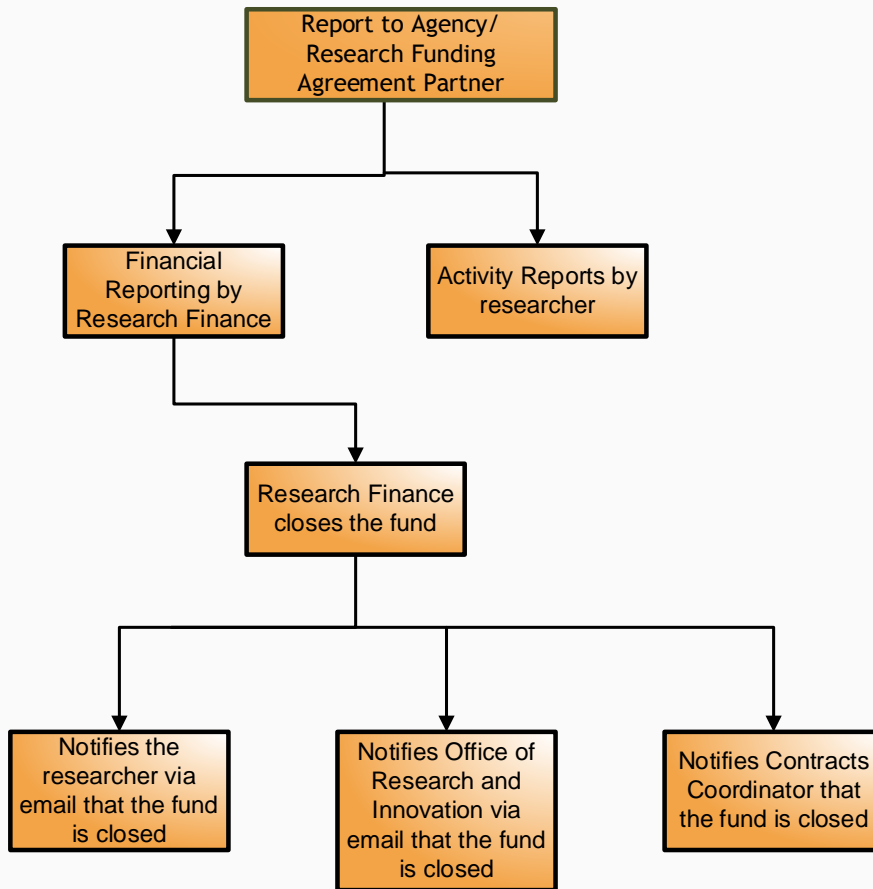 Report to Agency/
Research Funding
Agreement Partner
Financial
Reporting by
Research Finance
Activity Reports by
researcher
Research Finance
closes the fund
Notifies the
researcher via
email that the fund
is closed
Notifies Office of
Research and
Innovation via
email that the fund
is closed
Notifies Contracts
Coordinator that
the fund is closed